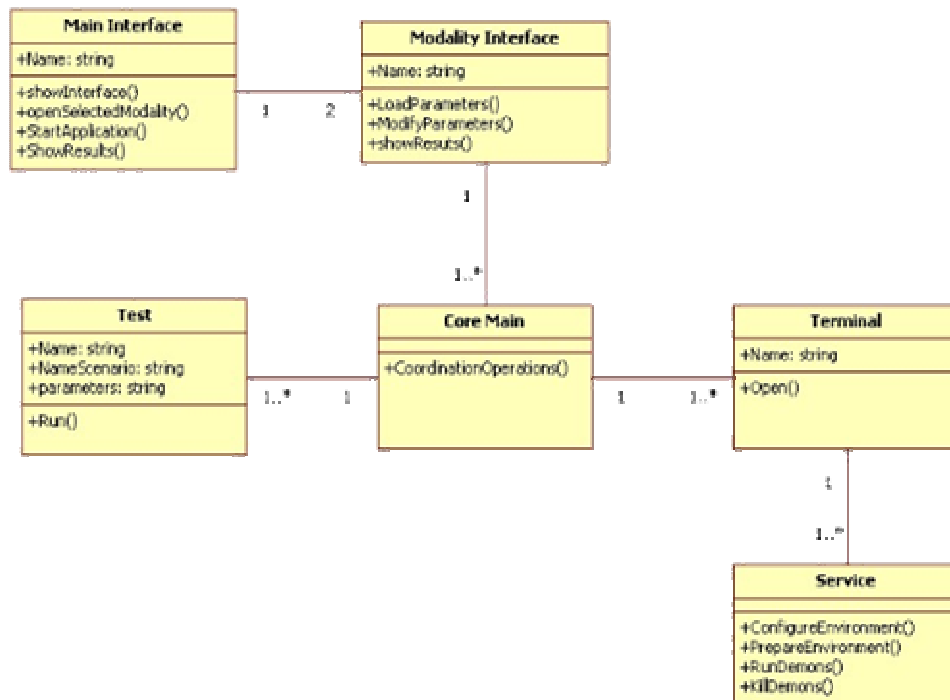 Main Interface
+Name: string
+showInterface()
+openSelectedModality()
+StartApplication()
+ShowResults()
1
2
Modality Interface
+Name: string
+LoadParameters()
+ModifyParameters()
+showResuts()
1
1..*
Test
+Name: string
+NameScenario: string
+parameters: string
+Run()
1..*
1
Core Main
+CoordinationOperations()
1
1..*
Terminal
+Name: string
+Open()
1
1..*
Service
+ConfigureEnvironment()
+PrepareEnvironment()
+RunDemons()
+KillDemons()